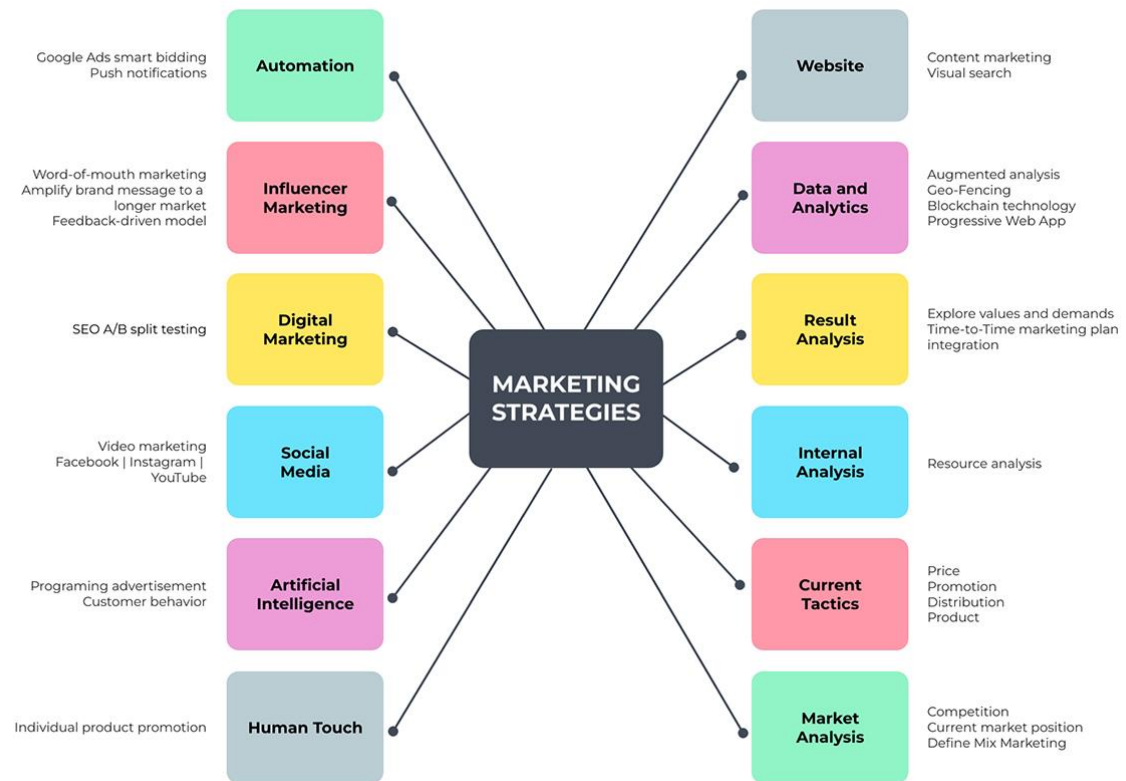 Google Ads smart bidding
Push notifications
Automation
Word-of-mouth marketing
Amplify brand message to a
longer market
Feedback-driven model
Influencer
Marketing
SEO A/B split testing
Digital
Marketing
Video marketing
Facebook | Instagram |
YouTube
Social
Media
Programing advertisement
Customer behavior
Artificial
Intelligence
Individual product promotion
Human Touch
MARKETING
STRATEGIES
Website
Content marketing
Visual search
Data and
Analytics
Augmented analysis
Geo-Fencing
Blockchain technology
Progressive Web App
Result
Analysis
Explore values and demands
Time-to-Time marketing plan
integration
Internal
Analysis
Resource analysis
Current
Tactics
Price
Promotion
Distribution
Product
Market
Analysis
Competition
Current market position
Define Mix Marketing